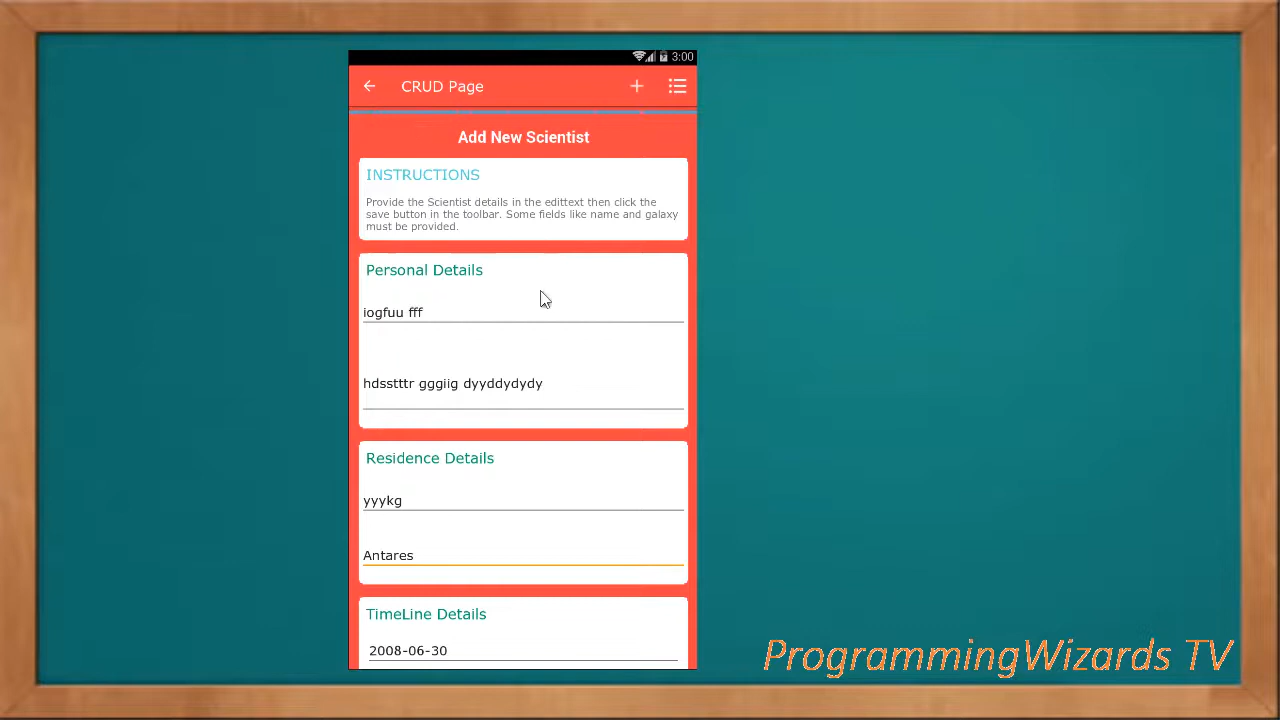 3:00
CRUD Page
Add New Scientist
INSTRUCTIONS
Provide the Scientist details in the edittext then click the
save button in the toolbar. Some fields like name and galaxy
must be provided.
Personal Details
iogfuu fff
hdsstttr gggiig dyyddydydy
Residence Details
yyykg
Antares
TimeLine Details
2008-06-30
ProgrammingWizards TV